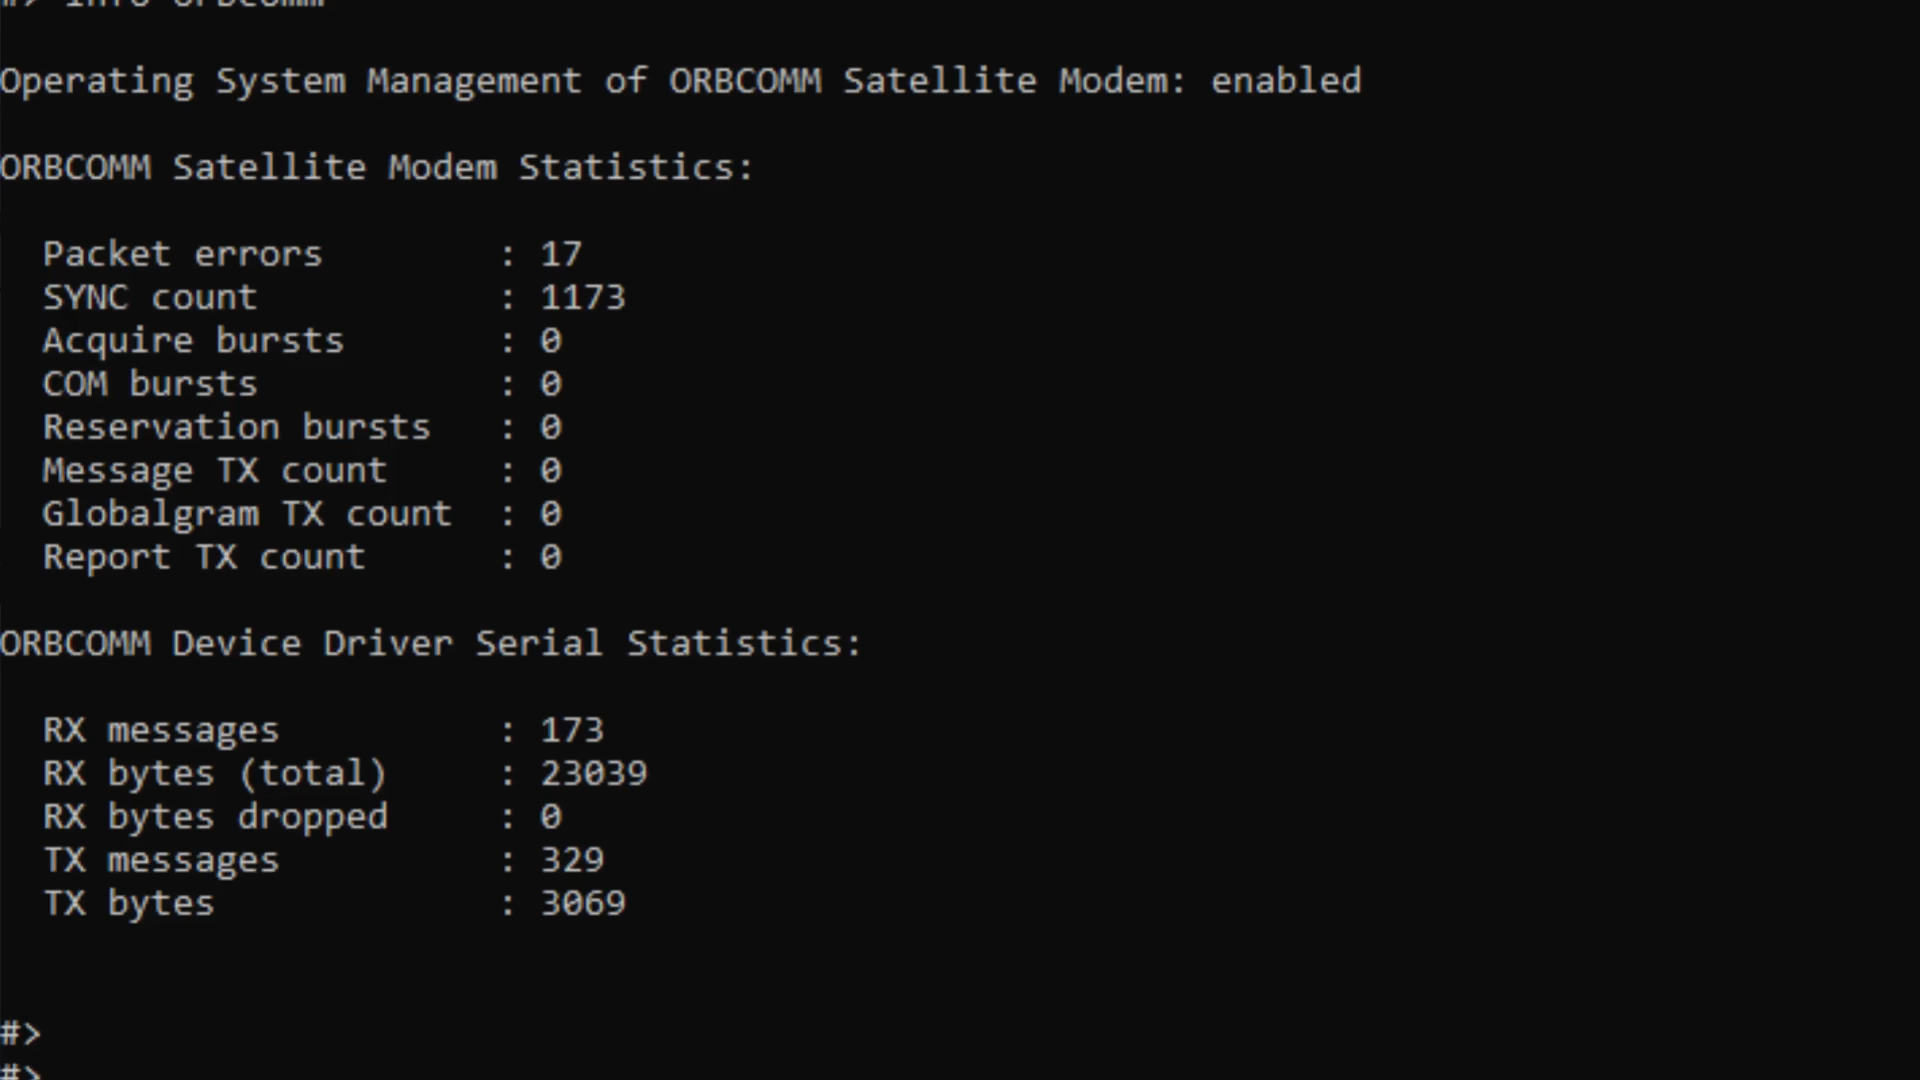 #> info orbcomm
Operating System Management of ORBCOMM Satellite Modem: enabled
ORBCOMM Satellite Modem Statistics:
Packet errors : 17
SYNC count : 1173
Acquire bursts : 0
COM bursts : 0
Reservation bursts : 0
Message TX count : 0
Globalgram TX count : 0
Report TX count : 0
ORBCOMM Device Driver Serial Statistics:
RX messages : 173
RX bytes (total) : 23039
RX bytes dropped : 0
TX messages : 329
TX bytes : 3069
#>
#>